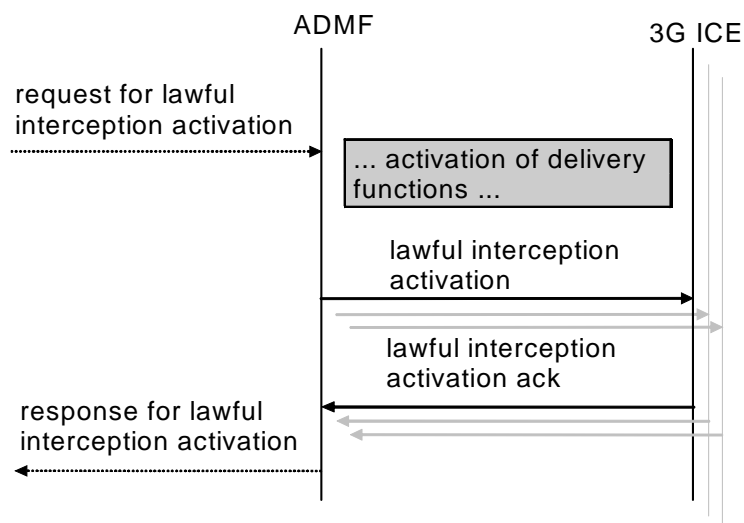 ADMF
3G ICE
request for lawful
interception activation
... activation of delivery
functions ...
lawful interception
activation
lawful interception
activation ack
response for lawful
interception activation